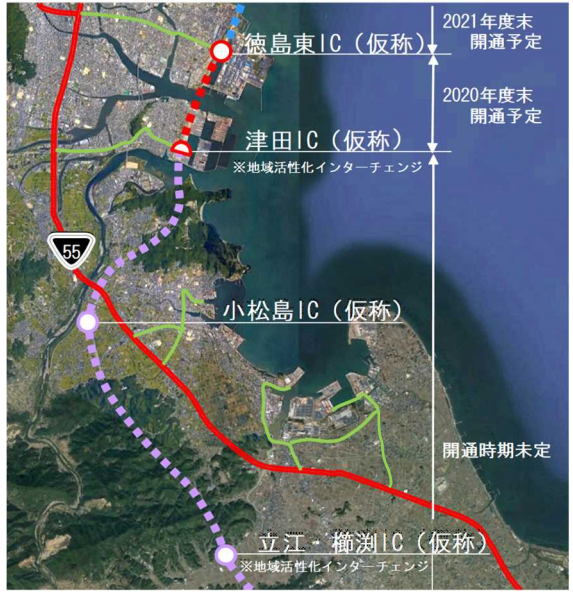 2021年度末
開通予定
徳島東IC（仮称）
2020年度末
開通予定
津田IC（仮称）
※地域活性化インターチェンジ
55
小松島IC（仮称）
開通時期未定
立江・櫛渕IC（仮称）
※地域活性化インターチェンジ